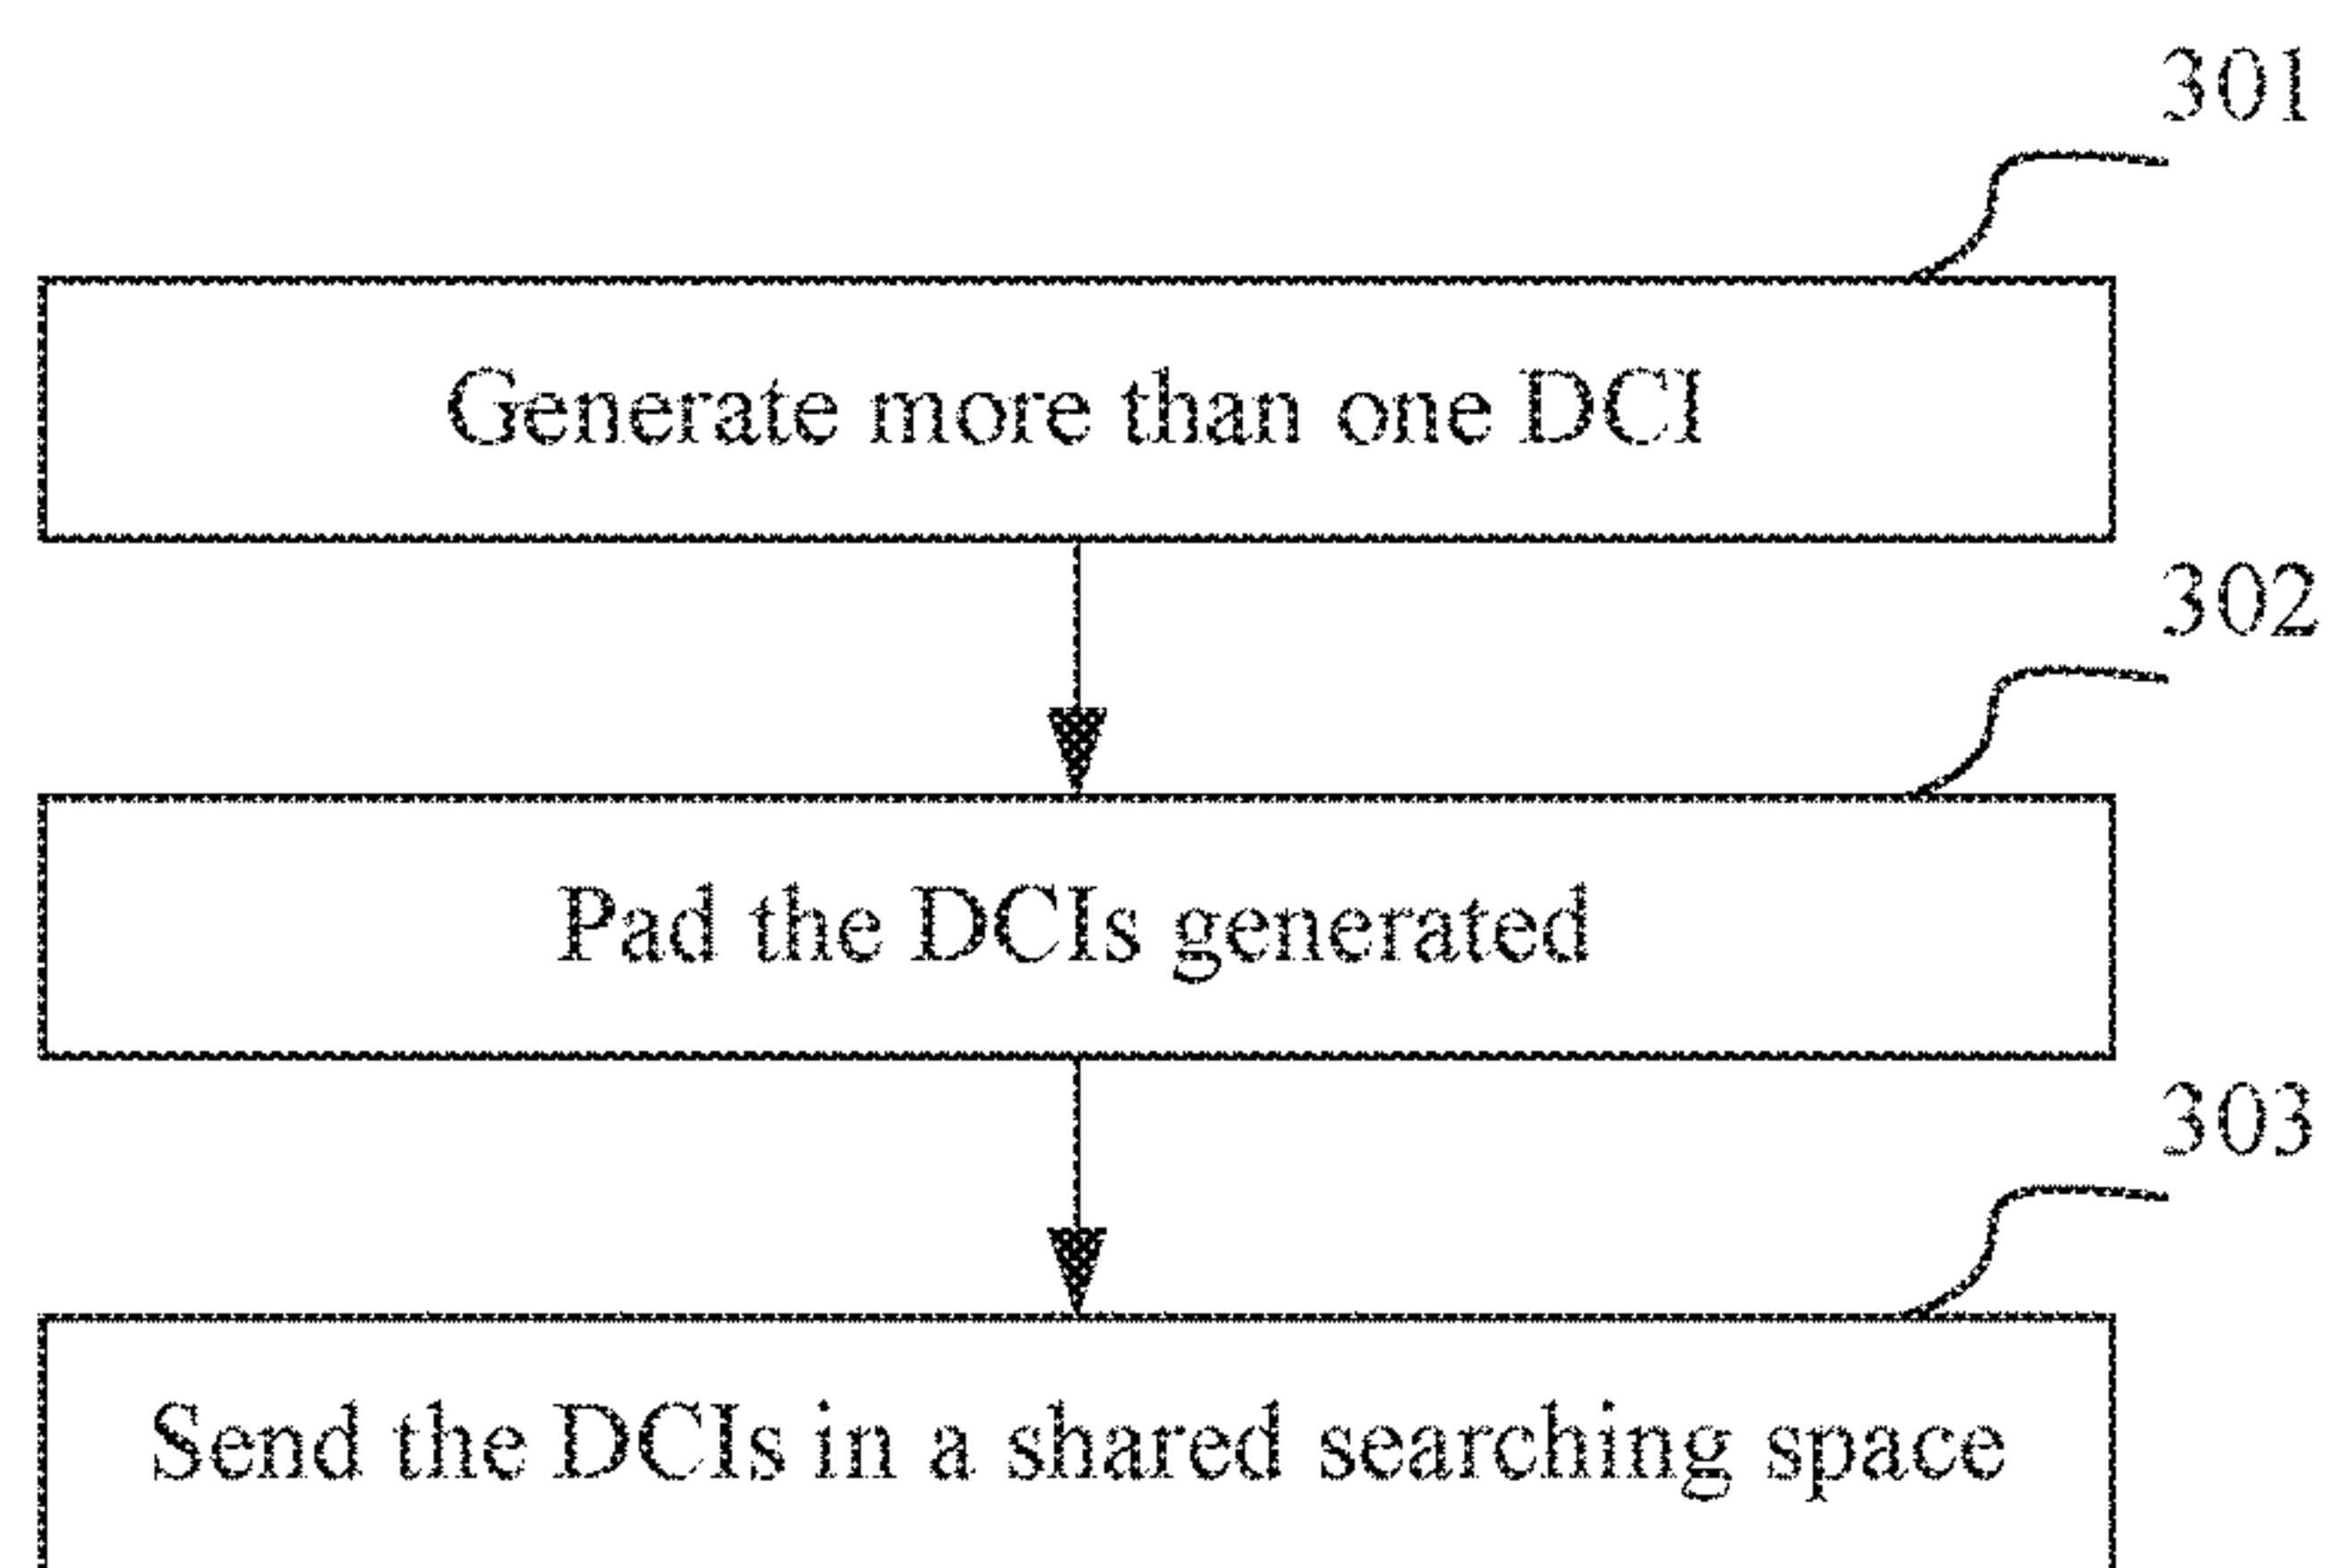 301
Generate more than one DCI
302
Pad the DCIs generated
303
Send the DCIs in a shared searching space